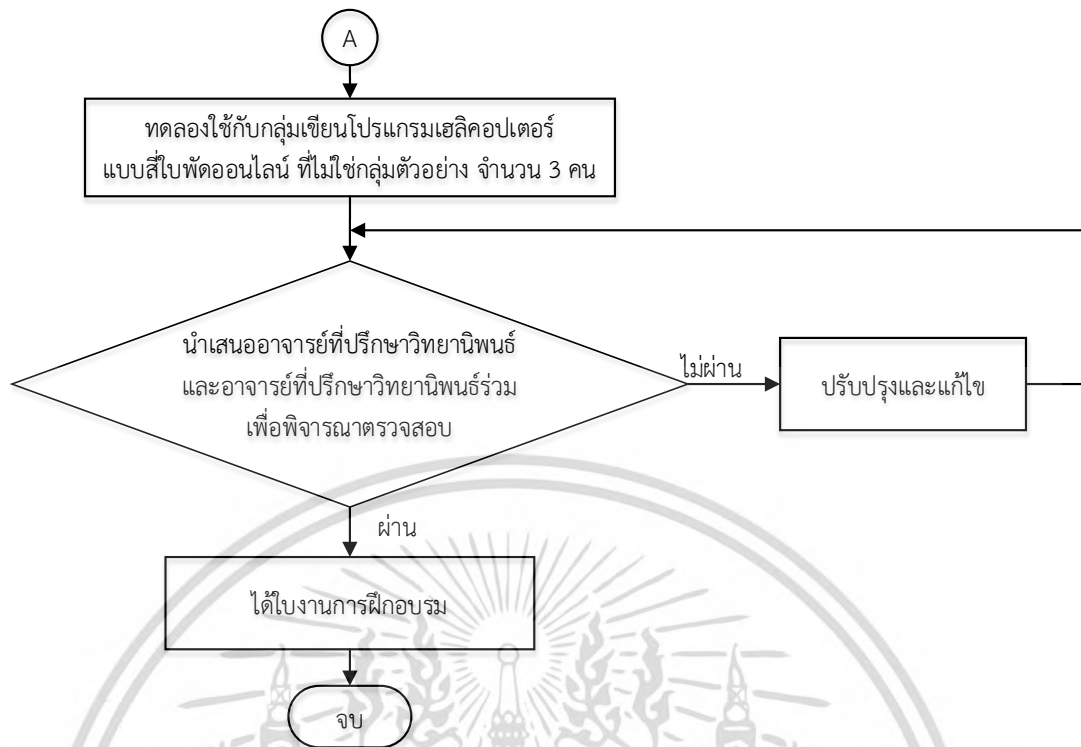 A
ทดลองใช้กับกลุ่มเขียนโปรแกรมเฮลิคอปเตอร์
แบบสี่ใบพัดออนไลน์ ที่ไม่ใช่กลุ่มตัวอย่าง จำนวน 3 คน
นำเสนออาจารย์ที่ปรึกษาวิทยานิพนธ์
และอาจารย์ที่ปรึกษาวิทยานิพนธ์ร่วม
เพื่อพิจารณาตรวจสอบ
ไม่ผ่าน
ปรับปรุงและแก้ไข
ผ่าน
ได้ใบงานการฝึกอบรม
จบ